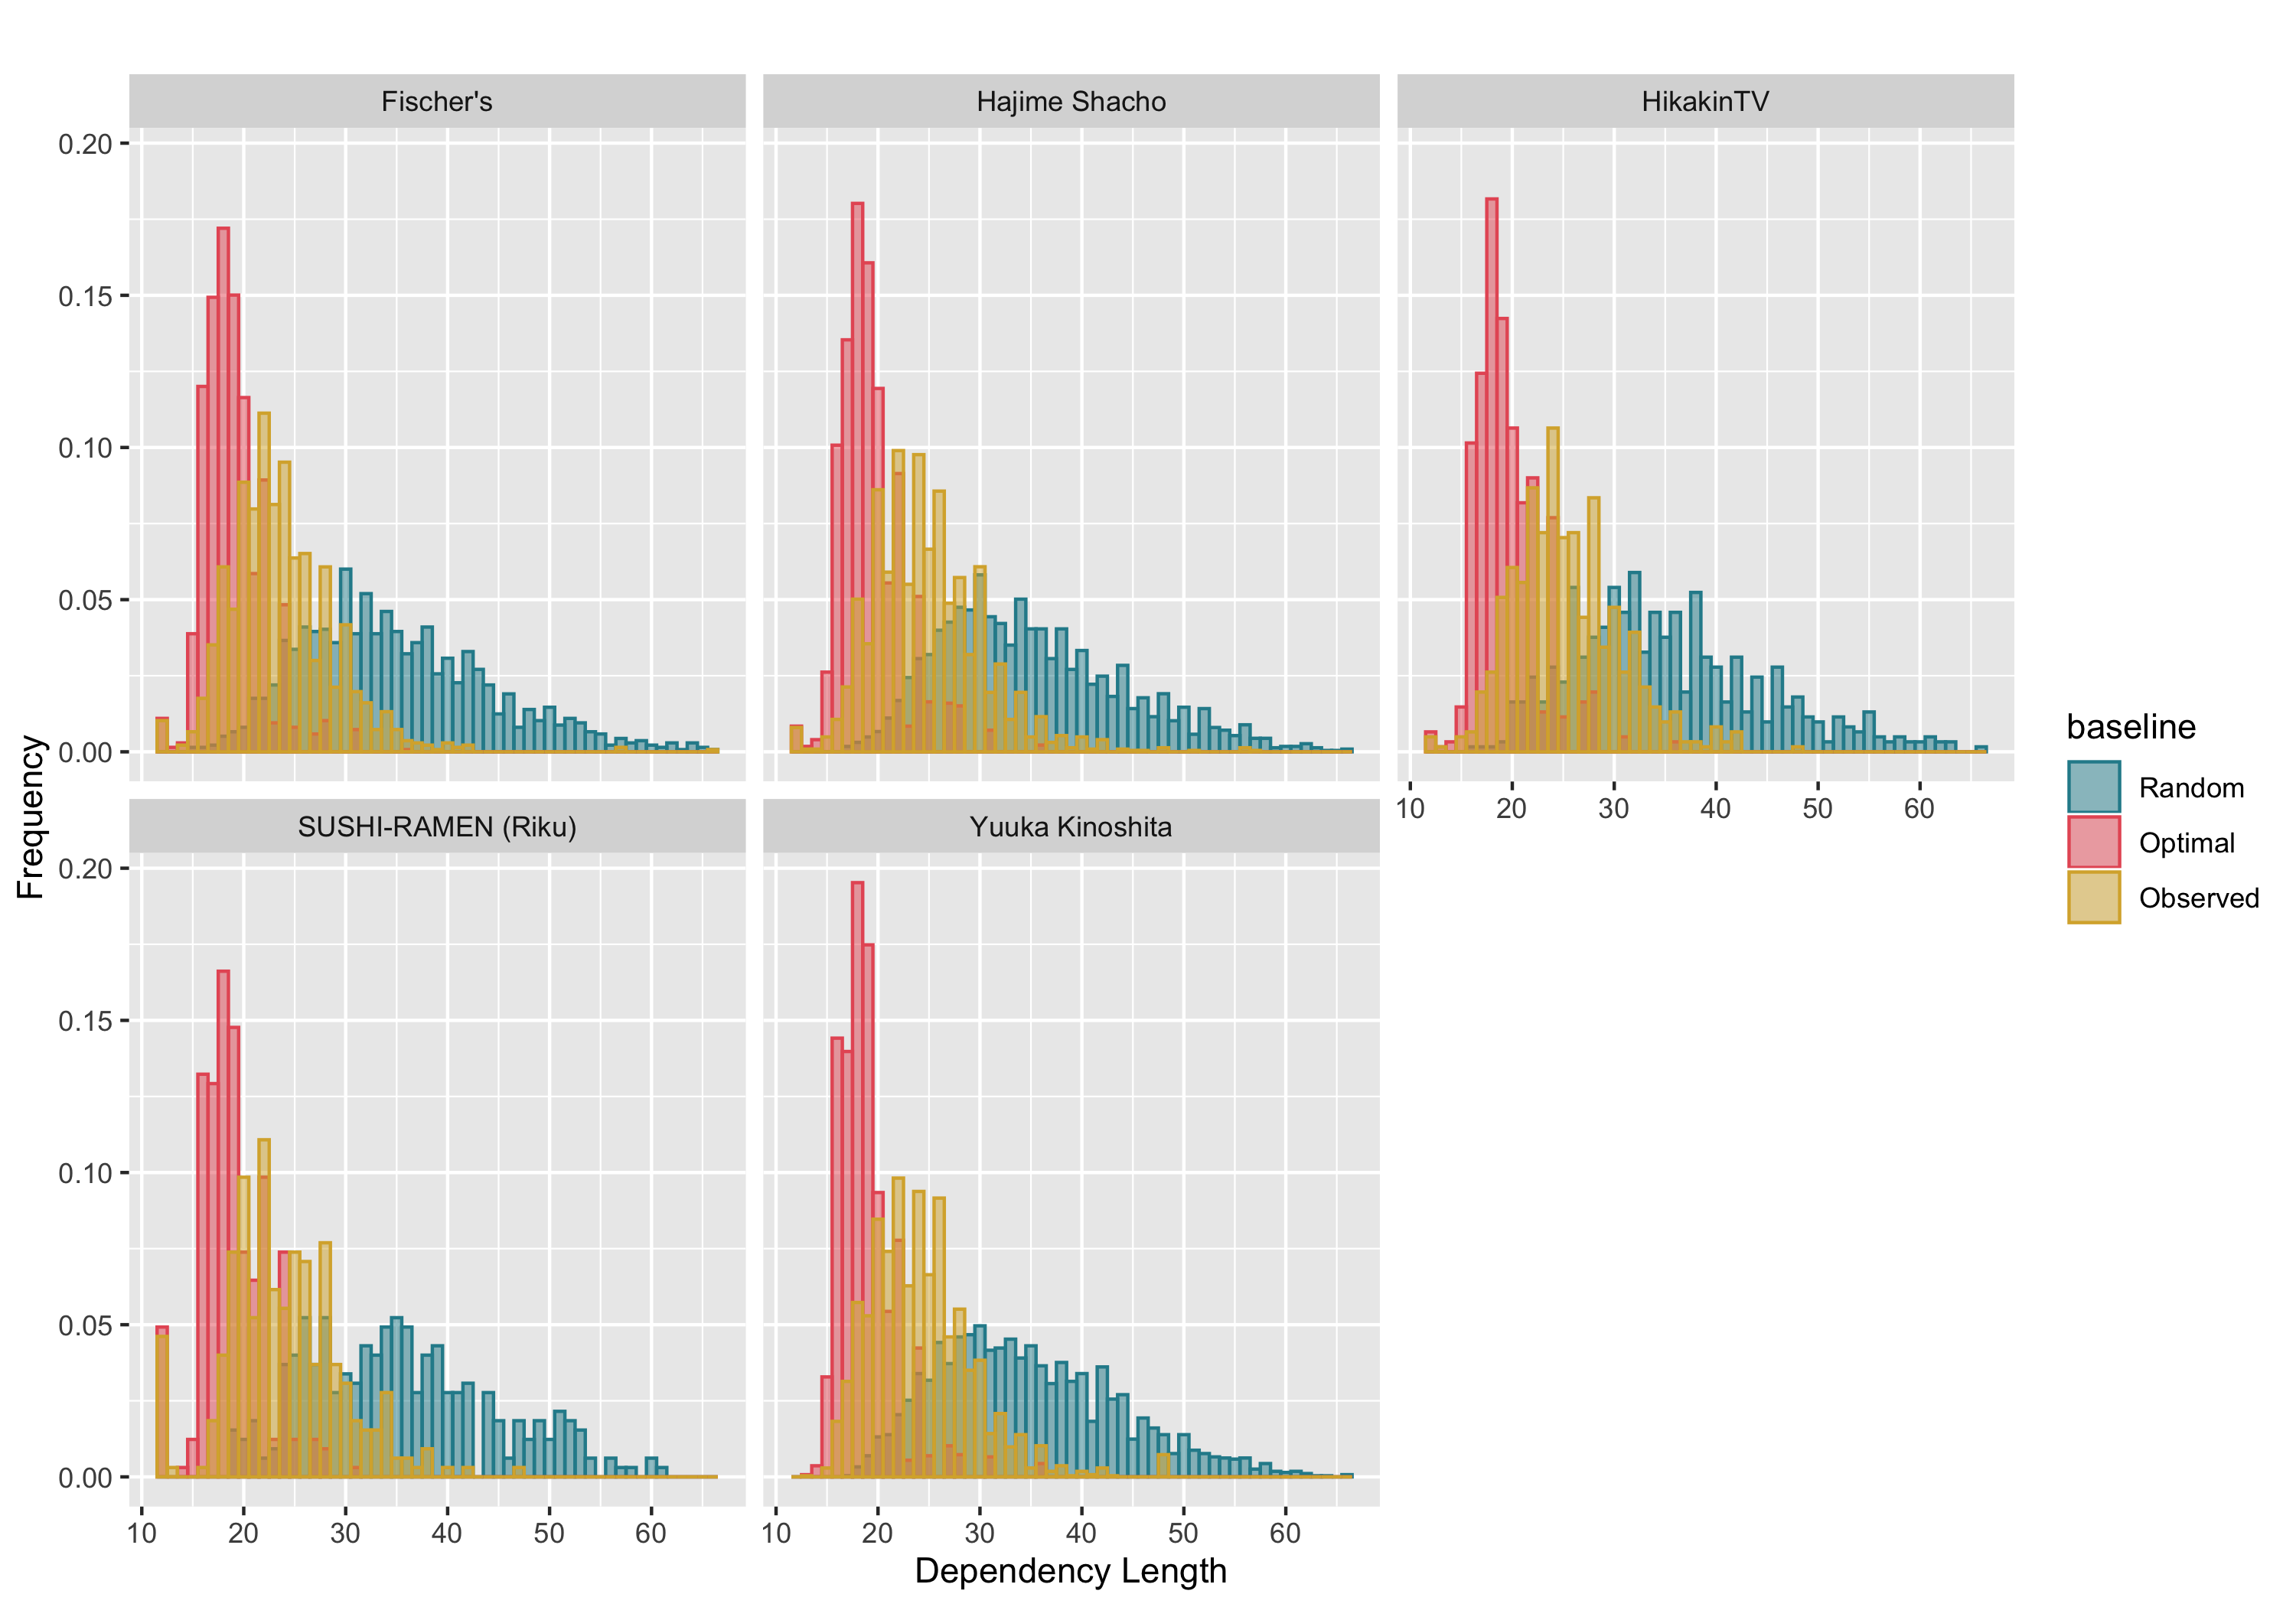 Fischer's
Hajime Shacho
HikakinTV
0.20
0.15
0.10
0.05
0.00
10 20 30 40 50 60
SUSHI-RAMEN (Riku)
Yuuka Kinoshita
0.20
0.15
0.10
0.05
0.00
10 20 30 40 50 60
10 20 30 40 50 60
Dependency Length
Frequency
baseline
Random
Optimal
Observed